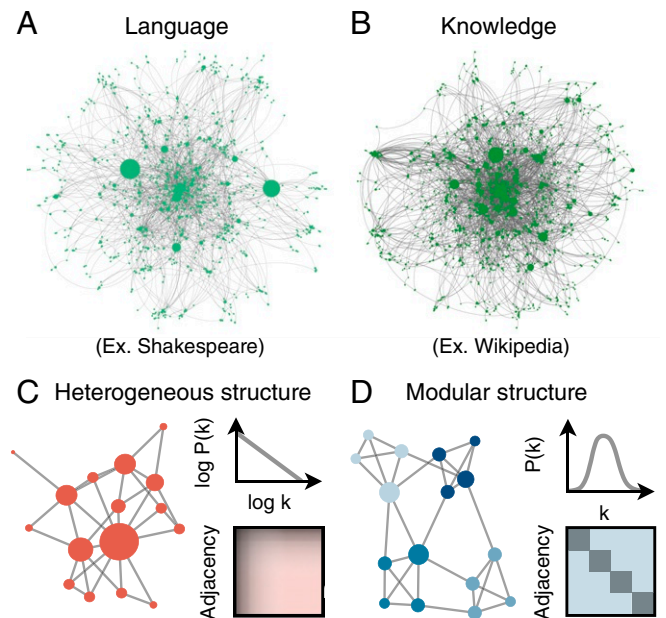 A Language
B Knowledge
(Ex. Shakespeare)
(Ex. Wikipedia)
C Heterogeneous structure
log P(k)
log k
Adjacency
D Modular structure
P(k)
k
Adjacency